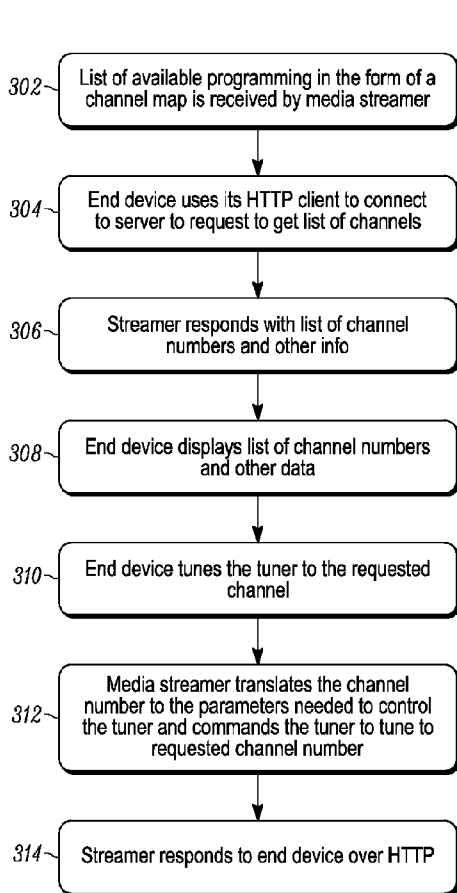 302
List of available programming in the form of a
channel map is received by media streamer
304
End device uses its HTTP client to connect
to server to request to get list of channels
306
Streamer responds with list of channel
numbers and other info
308
End device displays list of channel numbers
and other data
310
End device tunes the tuner to the requested
channel
312
Media streamer translates the channel
number to the parameters needed to control
the tuner and commands the tuner to tune to
requested channel number
314
Streamer responds to end device over HTTP